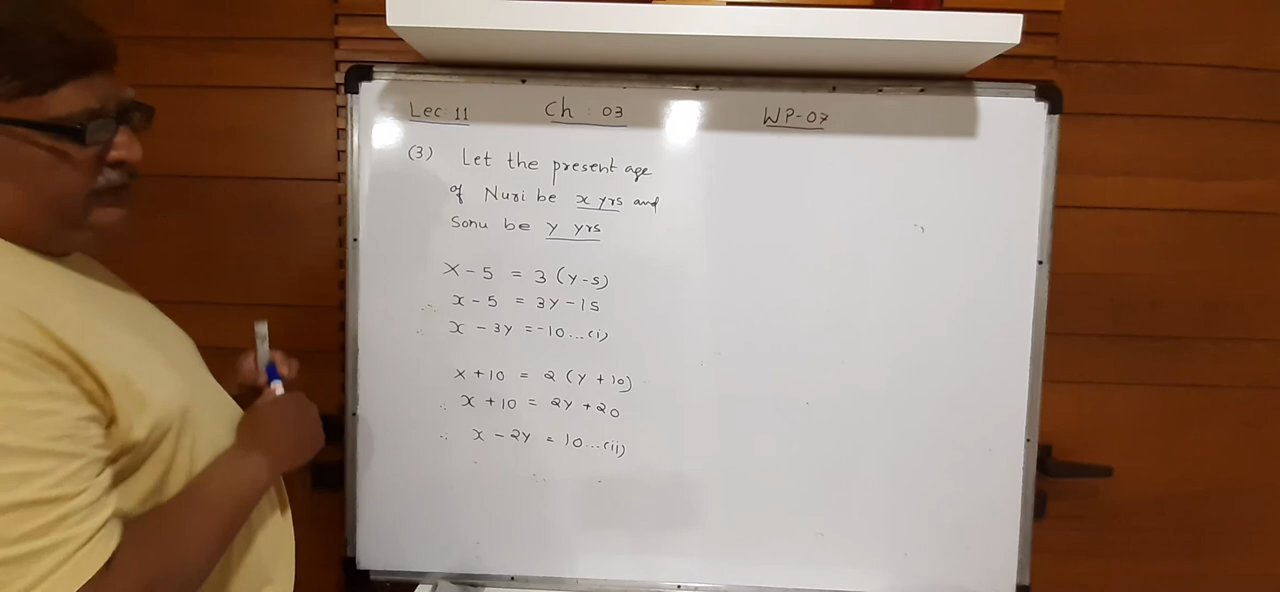 Lec: 11 Ch : 03 WP-07
(3) Let the present age
of Nuri be x yrs and
Sonu be y yrs
x - 5 = 3 (y-5)
∴ x - 5 = 3y - 15
∴ x - 3y = -10...(i)
x + 10 = 2 (y + 10)
∴ x + 10 = 2y + 20
∴ x - 2y = 10...(ii)